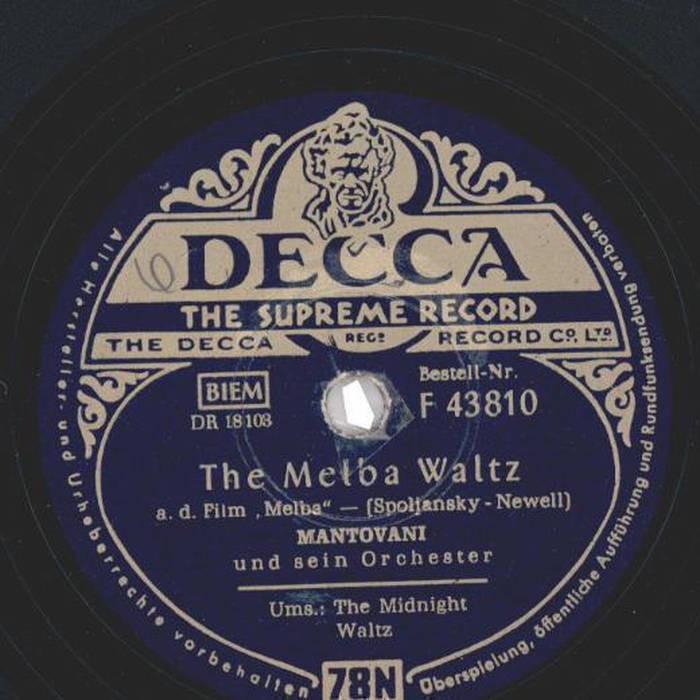 6
DECCA
THE SUPREME RECORD
THE DECCA REGD RECORD CO, LTD.
BIEM
DR 18103
Bestell-Nr.
F 43810
The Melba Waltz
a. d. Film „Melba“ — (Spoljansky - Newell)
MANTOVANI
und sein Orchester
Ums.: The Midnight
Waltz
78N
Alle Hersteller- und Urheberrechte vorbehalten
Überspielung, öffentliche Aufführung und Rundfunksendung verboten